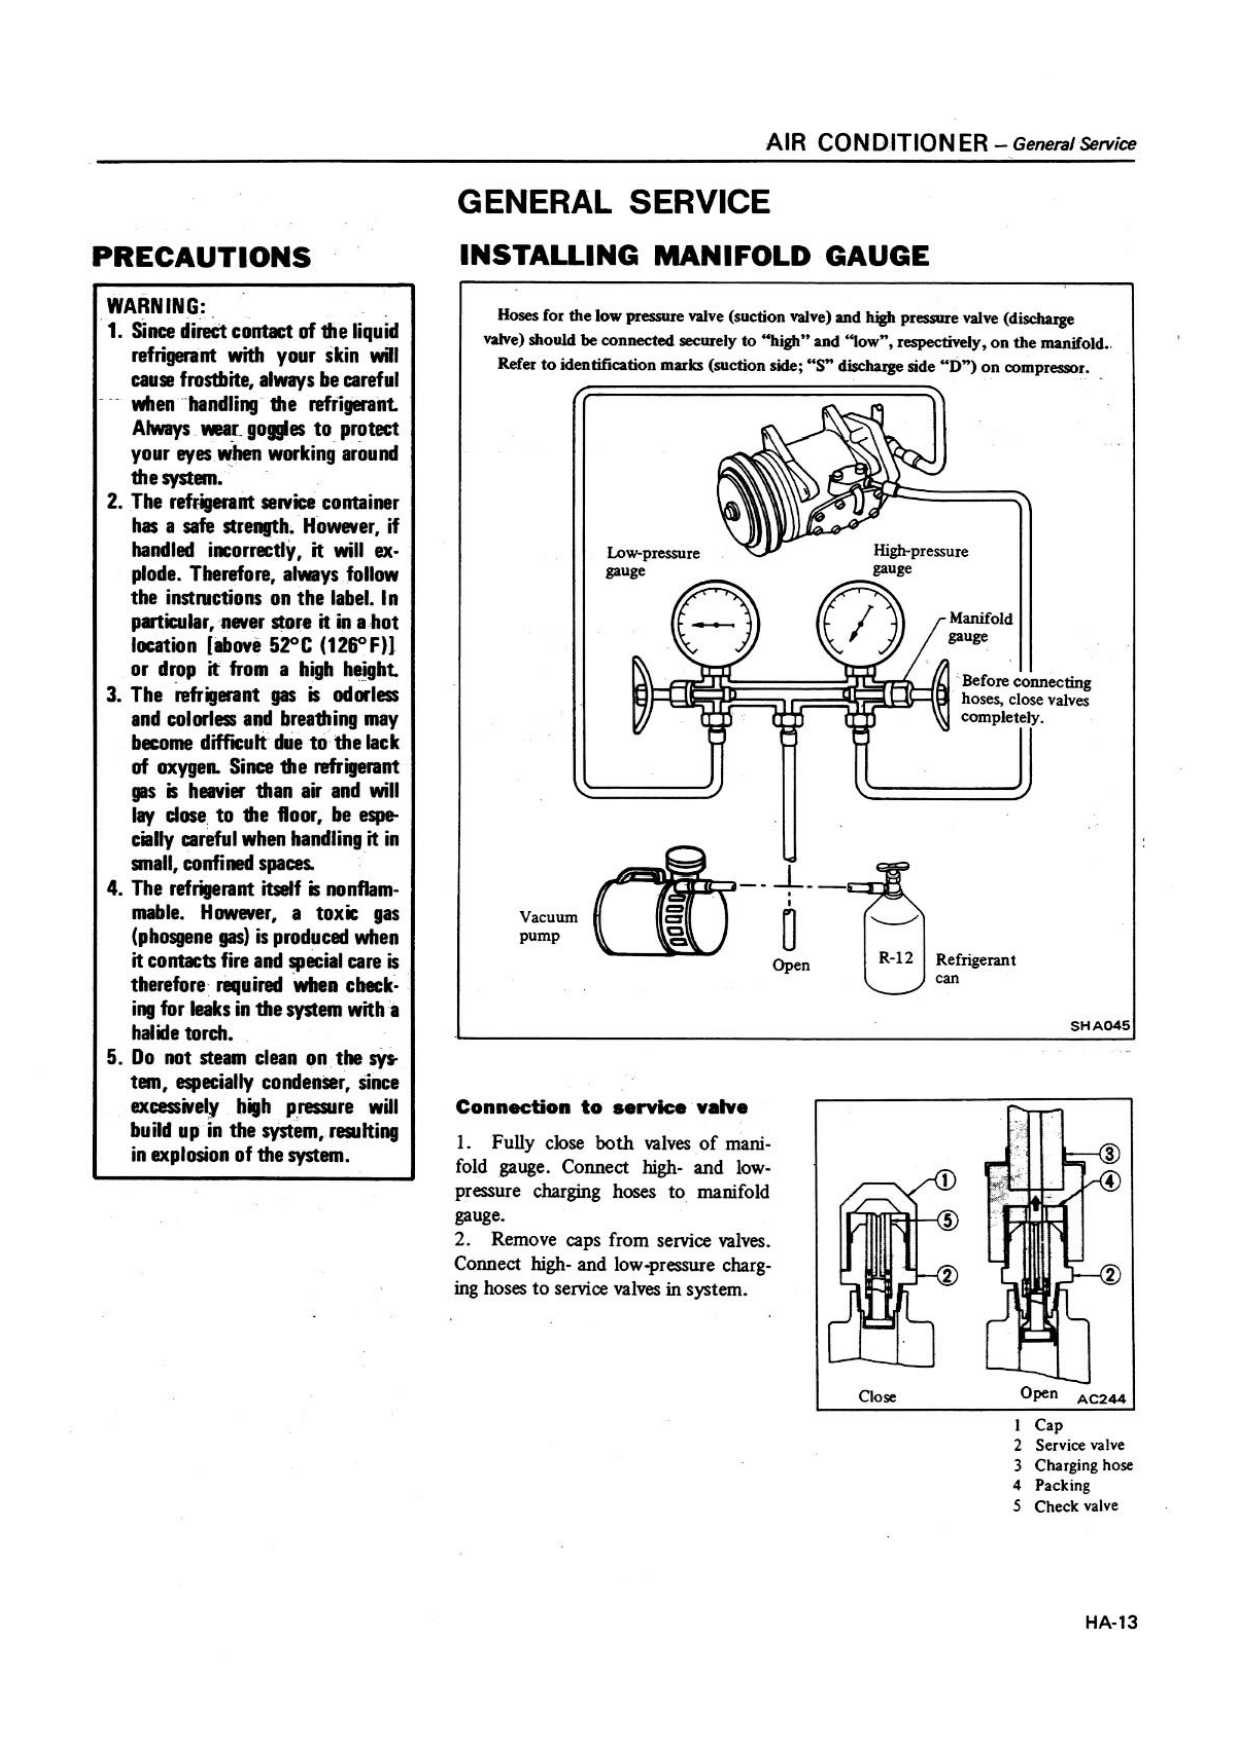 AIR CONDITIONER – General Service
GENERAL SERVICE
PRECAUTIONS
WARNING:
1. Since direct contact of the liquid
refrigerant with your skin will
cause frostbite, always be careful
when handling the refrigerant.
Always wear goggles to protect
your eyes when working around
the system.
2. The refrigerant service container
has a safe strength. However, if
handled incorrectly, it will ex-
plode. Therefore, always follow
the instructions on the label. In
particular, never store it in a hot
location [above 52°C (126°F)]
or drop it from a high height.
3. The refrigerant gas is odorless
and colorless and breathing may
become difficult due to the lack
of oxygen. Since the refrigerant
gas is heavier than air and will
lay close to the floor, be espe-
cially careful when handling it in
small, confined spaces.
4. The refrigerant itself is nonflam-
mable. However, a toxic gas
(phosgene gas) is produced when
it contacts fire and special care is
therefore required when check-
ing for leaks in the system with a
halide torch.
5. Do not steam clean on the sys-
tem, especially condenser, since
excessively high pressure will
build up in the system, resulting
in explosion of the system.
INSTALLING MANIFOLD GAUGE
Hoses for the low pressure valve (suction valve) and high pressure valve (discharge
valve) should be connected securely to “high” and “low”, respectively, on the manifold.
Refer to identification marks (suction side; “S” discharge side “D”) on compressor.
Low-pressure
gauge
High-pressure
gauge
Manifold
gauge
Before connecting
hoses, close valves
completely.
Vacuum
pump
Open
R-12
Refrigerant
can
SHA045
Connection to service valve
1. Fully close both valves of mani-
fold gauge. Connect high- and low-
pressure charging hoses to manifold
gauge.
2. Remove caps from service valves.
Connect high- and low-pressure charg-
ing hoses to service valves in system.
1
5
2
3
4
2
Close
Open
AC244
1 Cap
2 Service valve
3 Charging hose
4 Packing
5 Check valve
HA-13